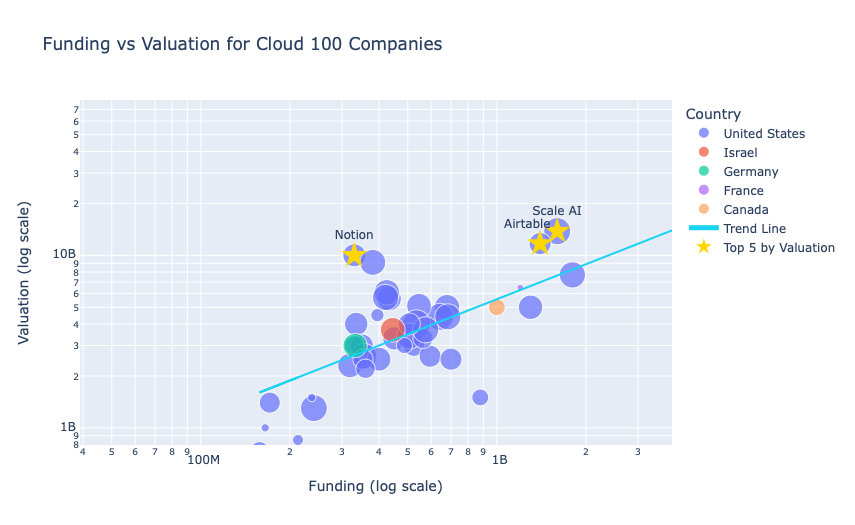 Funding vs Valuation for Cloud 100 Companies
Valuation (log scale)
7
6
5
4
3
2
10B
9
8
7
6
5
4
3
2
1B
9
8
4
5
6
7
8
9
100M
2
3
4
5
6
7
8
9
1B
2
3
Funding (log scale)
Notion
Scale AI
Airtable
Country
United States
Israel
Germany
France
Canada
Trend Line
Top 5 by Valuation